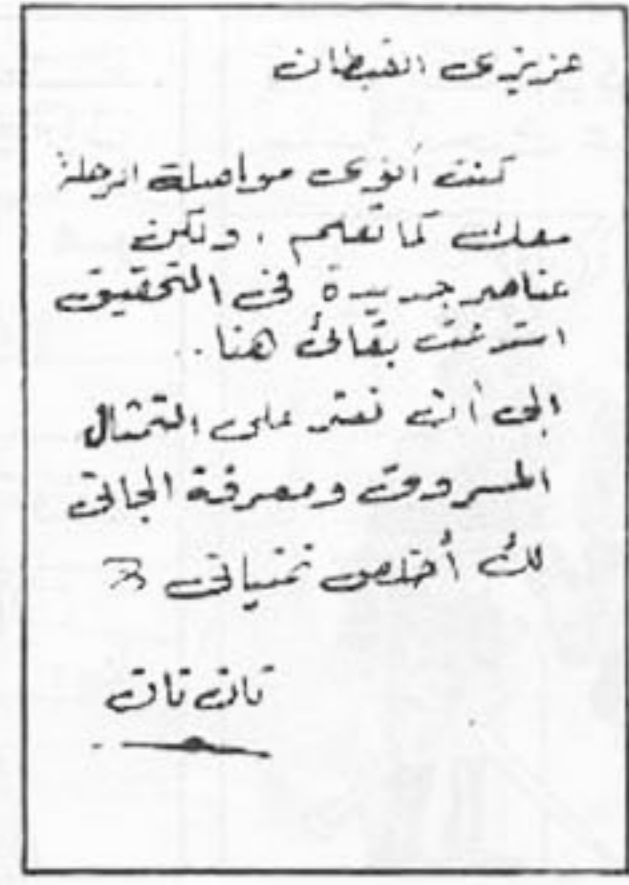 عزيزى القبطان
كنت أنوى مواصلة الرحلة
معك كما تعلم ، ولكن
عناصر جديدة فى التحقيق
استدعت بقائى هنا ..
إلى أن نعثر على التمثال
المسروق ومعرفة الجانى
لك أخلص تمنياتى
تان تان